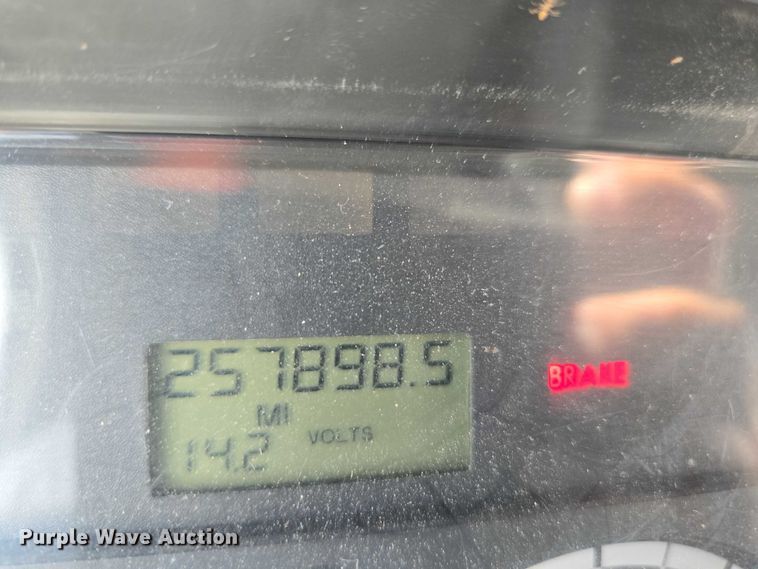 257898.5
BRAKE
MI
14.2 VOLTS
Purple Wave Auction